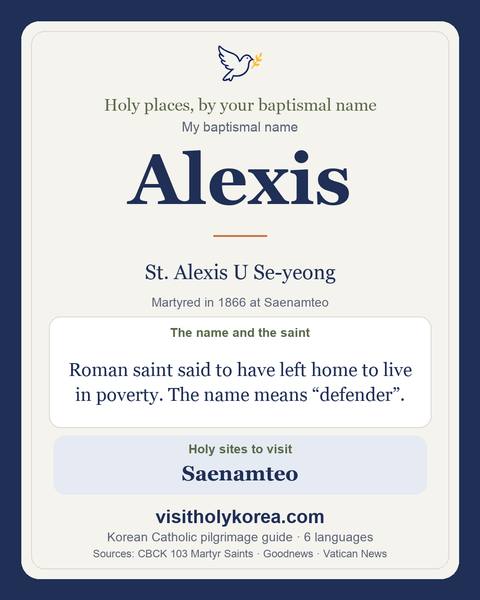 Holy places, by your baptismal name
My baptismal name
Alexis
St. Alexis U Se-yeong
Martyred in 1866 at Saenamteo
The name and the saint
Roman saint said to have left home to live
in poverty. The name means “defender”.
Holy sites to visit
Saenamteo
visitholykorea.com
Korean Catholic pilgrimage guide · 6 languages
Sources: CBCK 103 Martyr Saints · Goodnews · Vatican News